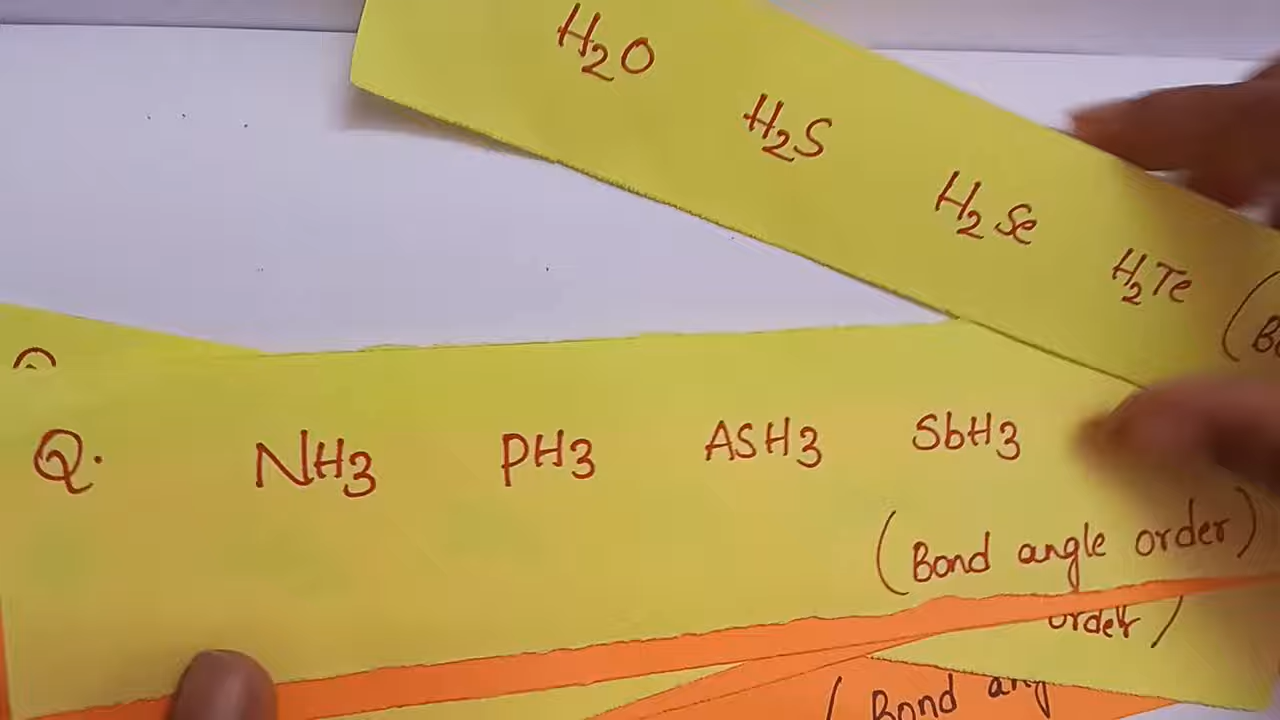 H2O H2S H2Se H2Te (
Q. NH3 PH3 ASH3 SbH3
(Bond angle order)
order)
( Bond